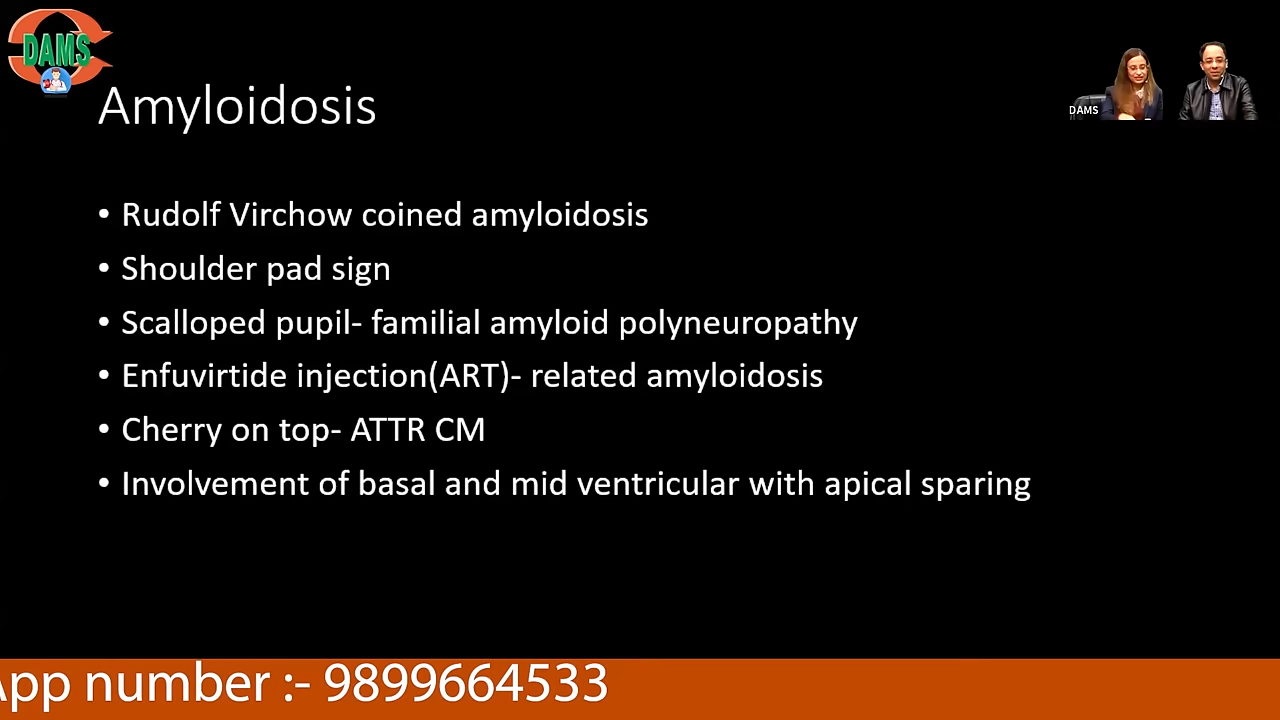 DAMS
DAMS
Amyloidosis
• Rudolf Virchow coined amyloidosis
• Shoulder pad sign
• Scalloped pupil- familial amyloid polyneuropathy
• Enfuvirtide injection(ART)- related amyloidosis
• Cherry on top- ATTR CM
• Involvement of basal and mid ventricular with apical sparing
App number :- 9899664533